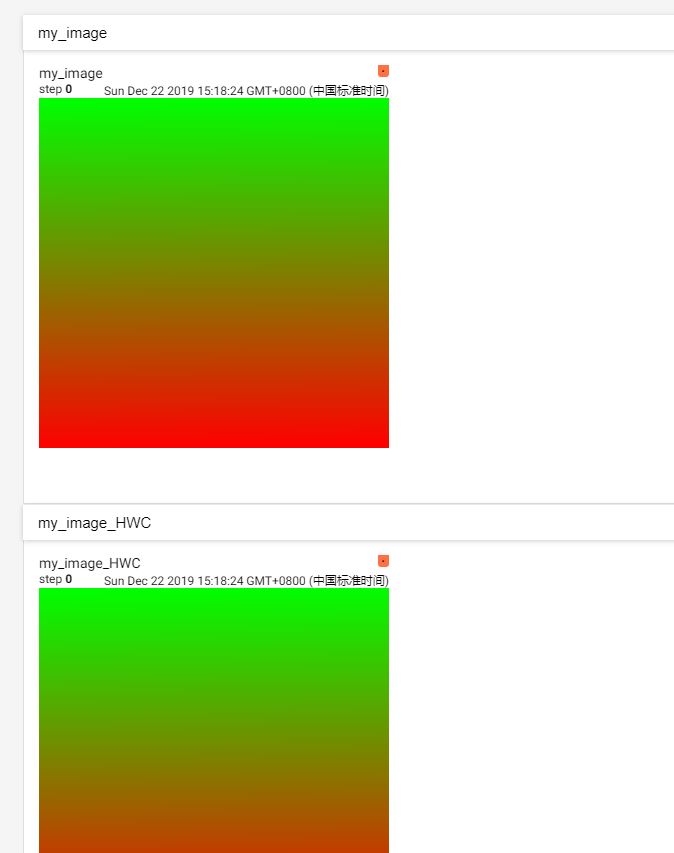 my_image
my_image
step 0 Sun Dec 22 2019 15:18:24 GMT+0800 (中国标准时间)
my_image_HWC
my_image_HWC
step 0 Sun Dec 22 2019 15:18:24 GMT+0800 (中国标准时间)